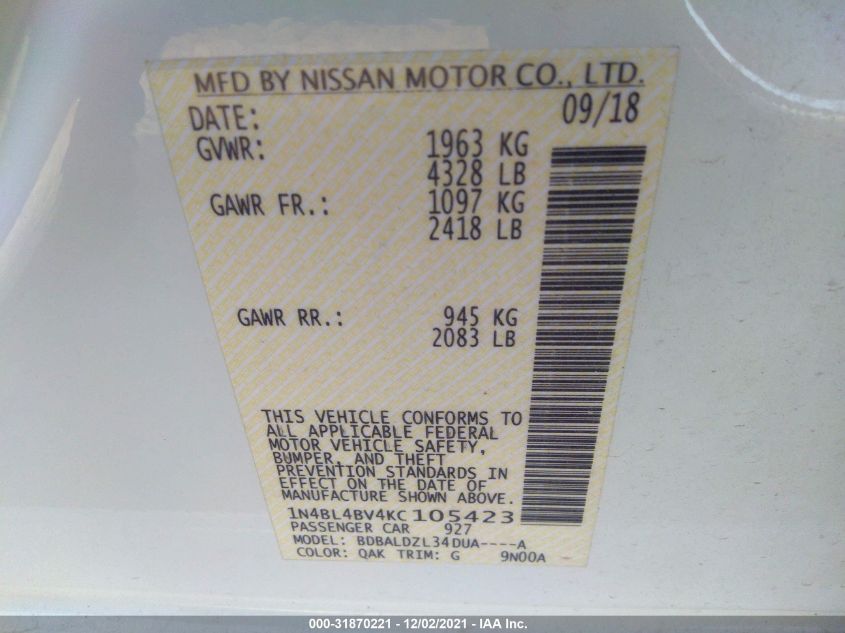 MFD BY NISSAN MOTOR CO., LTD.
DATE: 09/18
GVWR: 1963 KG
4328 LB
GAWR FR.: 1097 KG
2418 LB
GAWR RR.: 945 KG
2083 LB
THIS VEHICLE CONFORMS TO
ALL APPLICABLE FEDERAL
MOTOR VEHICLE SAFETY,
BUMPER, AND THEFT
PREVENTION STANDARDS IN
EFFECT ON THE DATE OF
MANUFACTURE SHOWN ABOVE.
1N4BL4BV4KC105423
PASSENGER CAR 927
MODEL: BDBALDZL34DUA----A
COLOR: QAK TRIM: G 9N00A
000-31870221 - 12/02/2021 - IAA Inc.